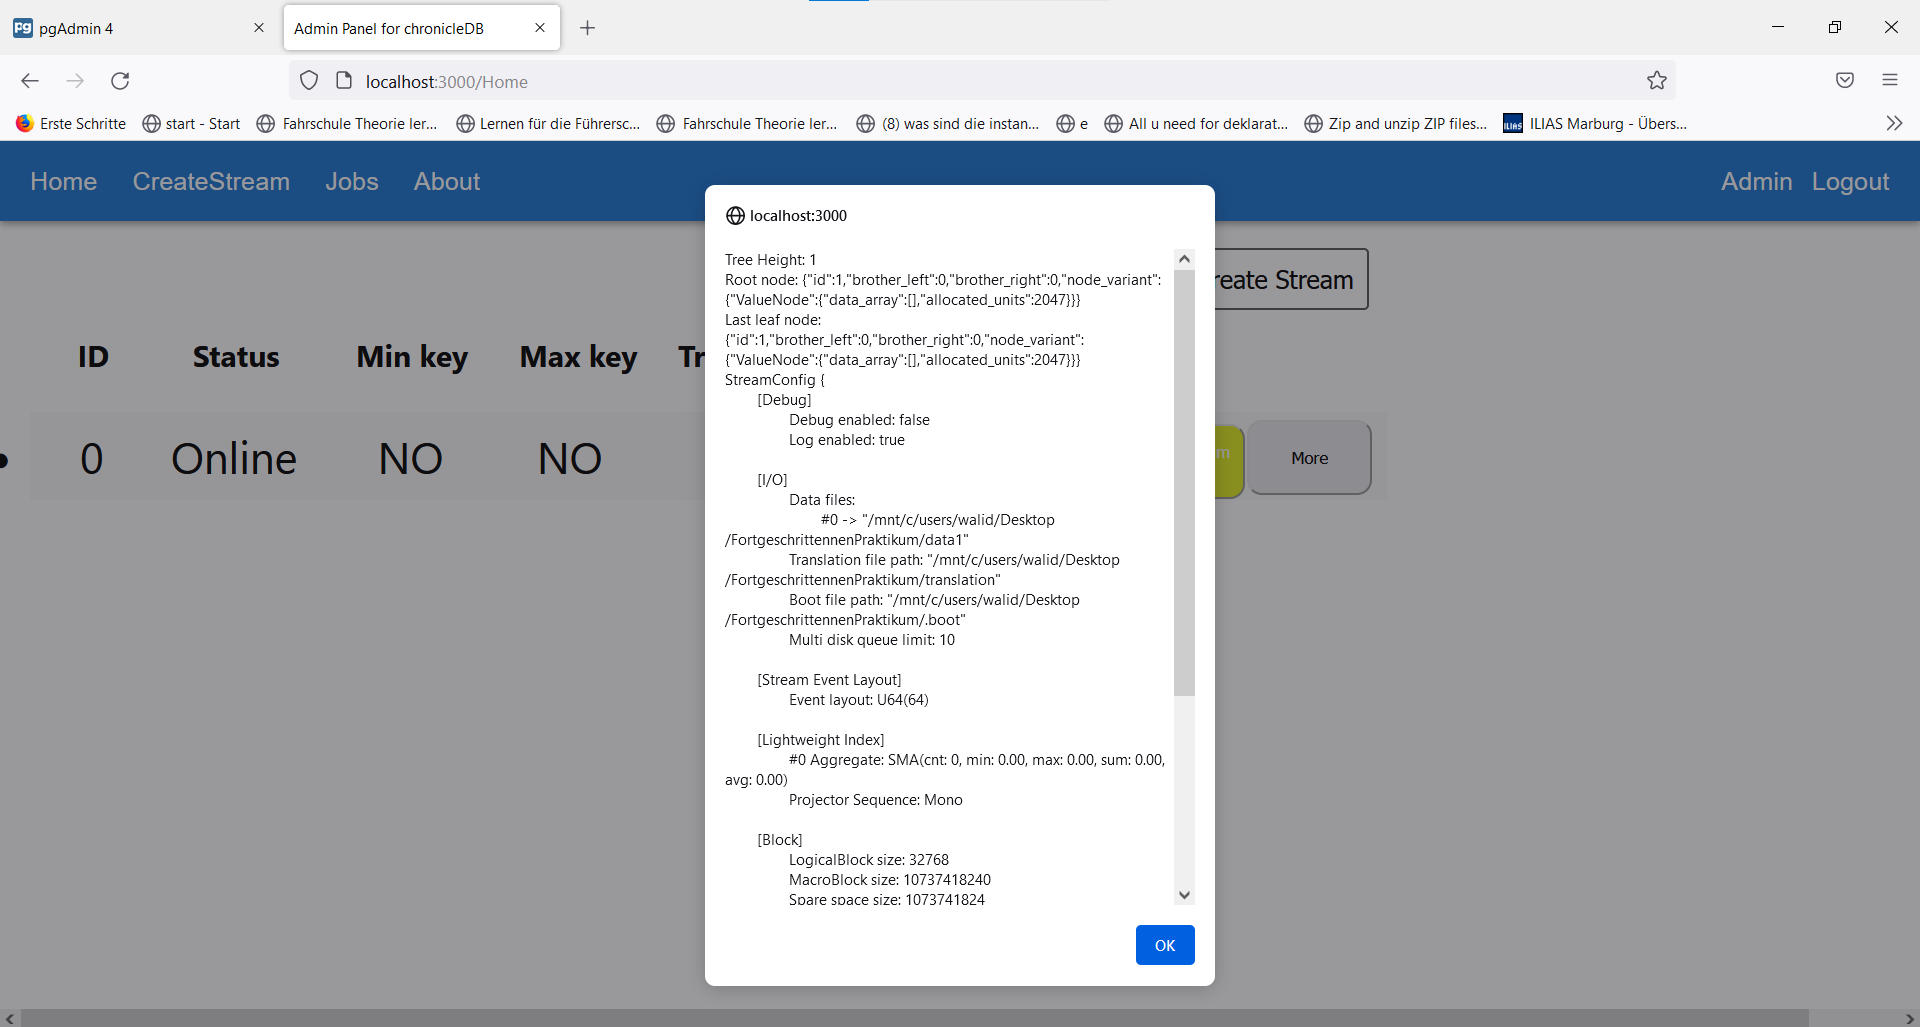 pgAdmin 4
Admin Panel for chronicleDB
localhost:3000/Home
Erste Schritte
start - Start
Fahrschule Theorie ler...
Lernen für die Führersc...
Fahrschule Theorie ler...
(8) was sind die instan...
e
All u need for deklarat...
Zip and unzip ZIP files...
ILIAS Marburg - Übers...
Home
CreateStream
Jobs
About
Admin
Logout
reate Stream
ID
Status
Min key
Max key
Tr
0
Online
NO
NO
m
More
localhost:3000
Tree Height: 1
Root node: {"id":1,"brother_left":0,"brother_right":0,"node_variant":
{"ValueNode":{"data_array":[],"allocated_units":2047}}}
Last leaf node:
{"id":1,"brother_left":0,"brother_right":0,"node_variant":
{"ValueNode":{"data_array":[],"allocated_units":2047}}}
StreamConfig {
[Debug]
Debug enabled: false
Log enabled: true
[I/O]
Data files:
#0 -> "/mnt/c/users/walid/Desktop
/FortgeschrittennenPraktikum/data1"
Translation file path: "/mnt/c/users/walid/Desktop
/FortgeschrittennenPraktikum/translation"
Boot file path: "/mnt/c/users/walid/Desktop
/FortgeschrittennenPraktikum/.boot"
Multi disk queue limit: 10
[Stream Event Layout]
Event layout: U64(64)
[Lightweight Index]
#0 Aggregate: SMA(cnt: 0, min: 0.00, max: 0.00, sum: 0.00,
avg: 0.00)
Projector Sequence: Mono
[Block]
LogicalBlock size: 32768
MacroBlock size: 10737418240
Spare space size: 1073741824
OK